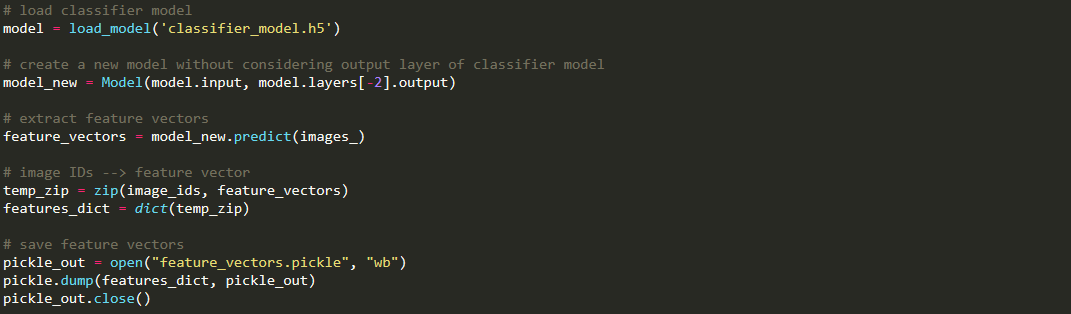 # load classifier model
model = load_model('classifier_model.h5')
# create a new model without considering output layer of classifier model
model_new = Model(model.input, model.layers[-2].output)
# extract feature vectors
feature_vectors = model_new.predict(images_)
# image IDs --> feature vector
temp_zip = zip(image_ids, feature_vectors)
features_dict = dict(temp_zip)
# save feature vectors
pickle_out = open("feature_vectors.pickle", "wb")
pickle.dump(features_dict, pickle_out)
pickle_out.close()